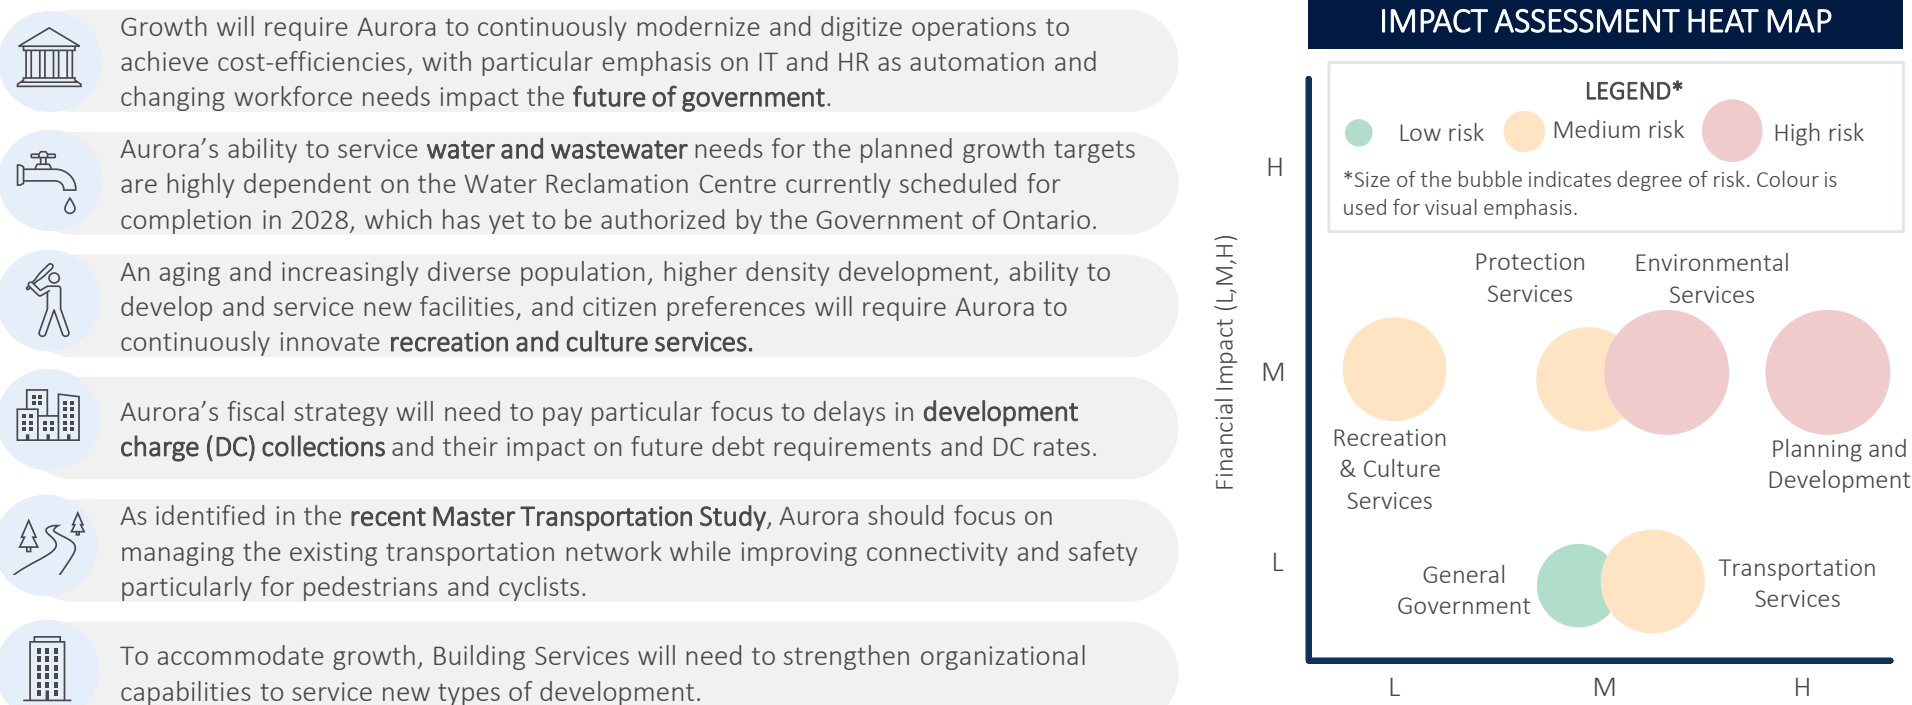 Growth will require Aurora to continuously modernize and digitize operations to
achieve cost-efficiencies, with particular emphasis on IT and HR as automation and
changing workforce needs impact the future of government.
Aurora’s ability to service water and wastewater needs for the planned growth targets
are highly dependent on the Water Reclamation Centre currently scheduled for
completion in 2028, which has yet to be authorized by the Government of Ontario.
An aging and increasingly diverse population, higher density development, ability to
develop and service new facilities, and citizen preferences will require Aurora to
continuously innovate recreation and culture services.
Aurora’s fiscal strategy will need to pay particular focus to delays in development
charge (DC) collections and their impact on future debt requirements and DC rates.
As identified in the recent Master Transportation Study, Aurora should focus on
managing the existing transportation network while improving connectivity and safety
particularly for pedestrians and cyclists.
To accommodate growth, Building Services will need to strengthen organizational
capabilities to service new types of development.
IMPACT ASSESSMENT HEAT MAP
LEGEND*
Low risk
Medium risk
High risk
*Size of the bubble indicates degree of risk. Colour is
used for visual emphasis.
Financial Impact (L,M,H)
H
M
L
Protection
Services
Environmental
Services
Recreation
& Culture
Services
Planning and
Development
General
Government
Transportation
Services
L
M
H